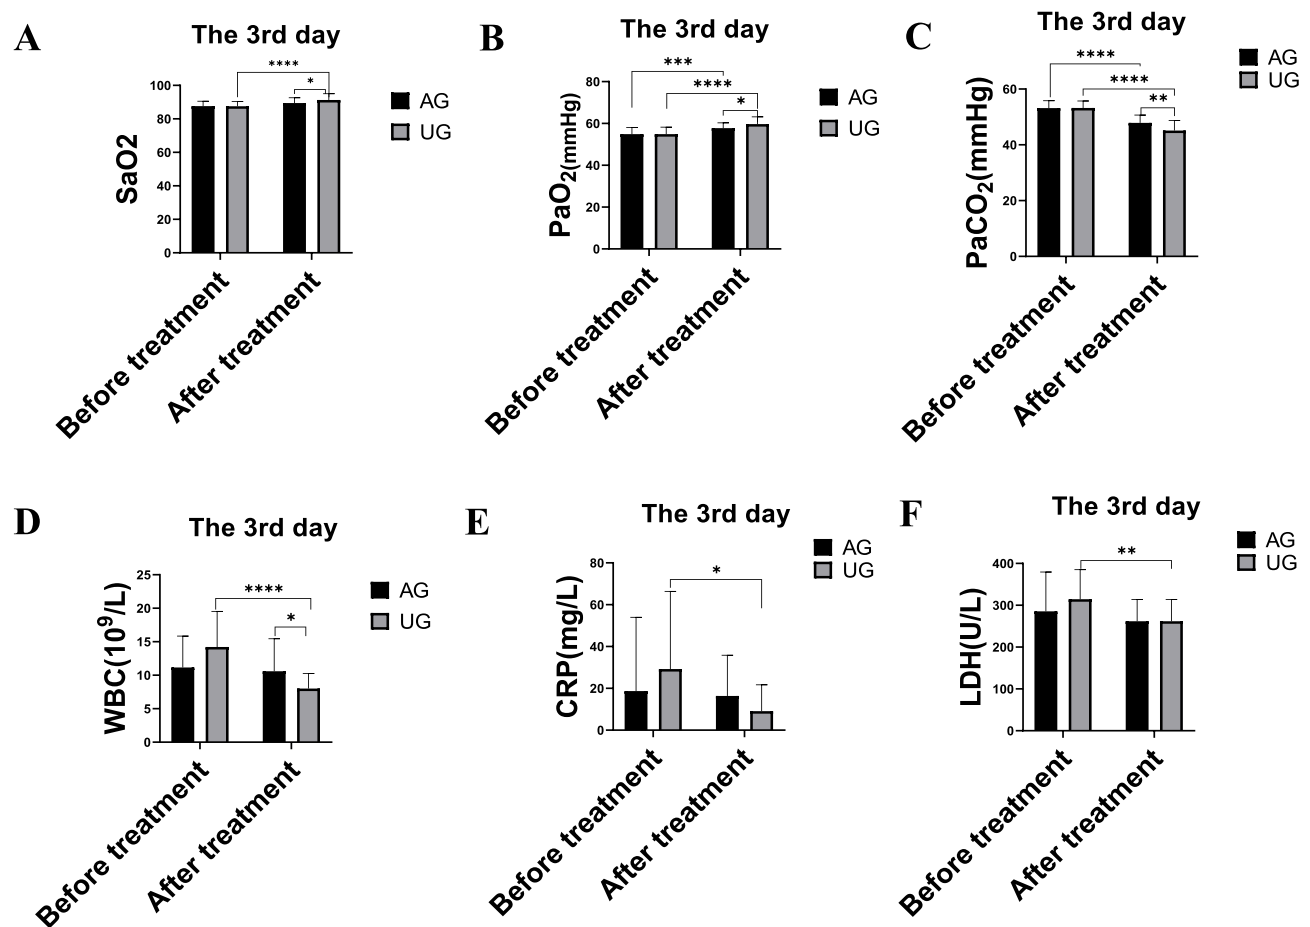 A
The 3rd day
****
*
100
80
60
40
20
0
SaO2
AG
UG
Before treatment
After treatment
B
The 3rd day
***
****
*
80
60
40
20
0
PaO2(mmHg)
AG
UG
Before treatment
After treatment
C
The 3rd day
****
****
**
60
40
20
0
PaCO2(mmHg)
AG
UG
Before treatment
After treatment
D
The 3rd day
****
*
25
20
15
10
5
0
WBC(10⁹/L)
AG
UG
Before treatment
After treatment
E
The 3rd day
*
80
60
40
20
0
CRP(mg/L)
AG
UG
Before treatment
After treatment
F
The 3rd day
**
400
300
200
100
0
LDH(U/L)
AG
UG
Before treatment
After treatment